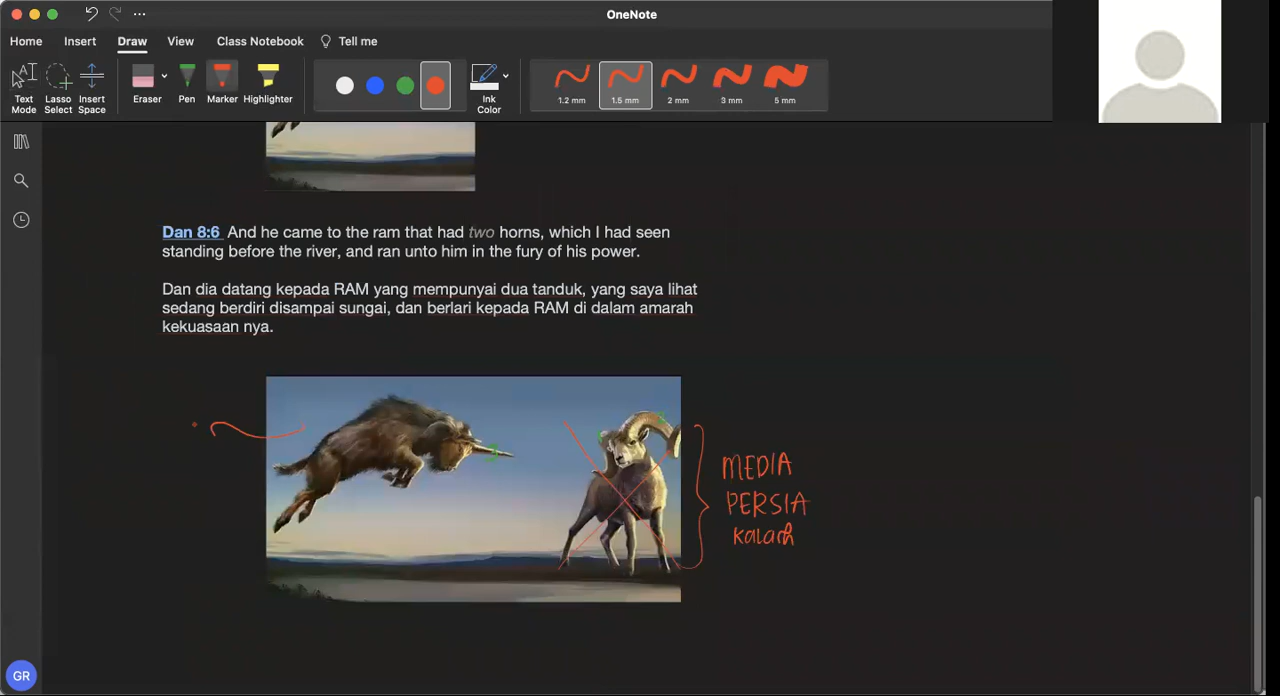 OneNote
Home Insert Draw View Class Notebook Tell me
Text Mode
Lasso Select
Insert Space
Eraser
Pen
Marker
Highlighter
Ink Color
1.2 mm
1.5 mm
2 mm
3 mm
5 mm
Dan 8:6 And he came to the ram that had two horns, which I had seen
standing before the river, and ran unto him in the fury of his power.
Dan dia datang kepada RAM yang mempunyai dua tanduk, yang saya lihat
sedang berdiri disampai sungai, dan berlari kepada RAM di dalam amarah
kekuasaan nya.
MEDIA
PERSIA
kalah
GR